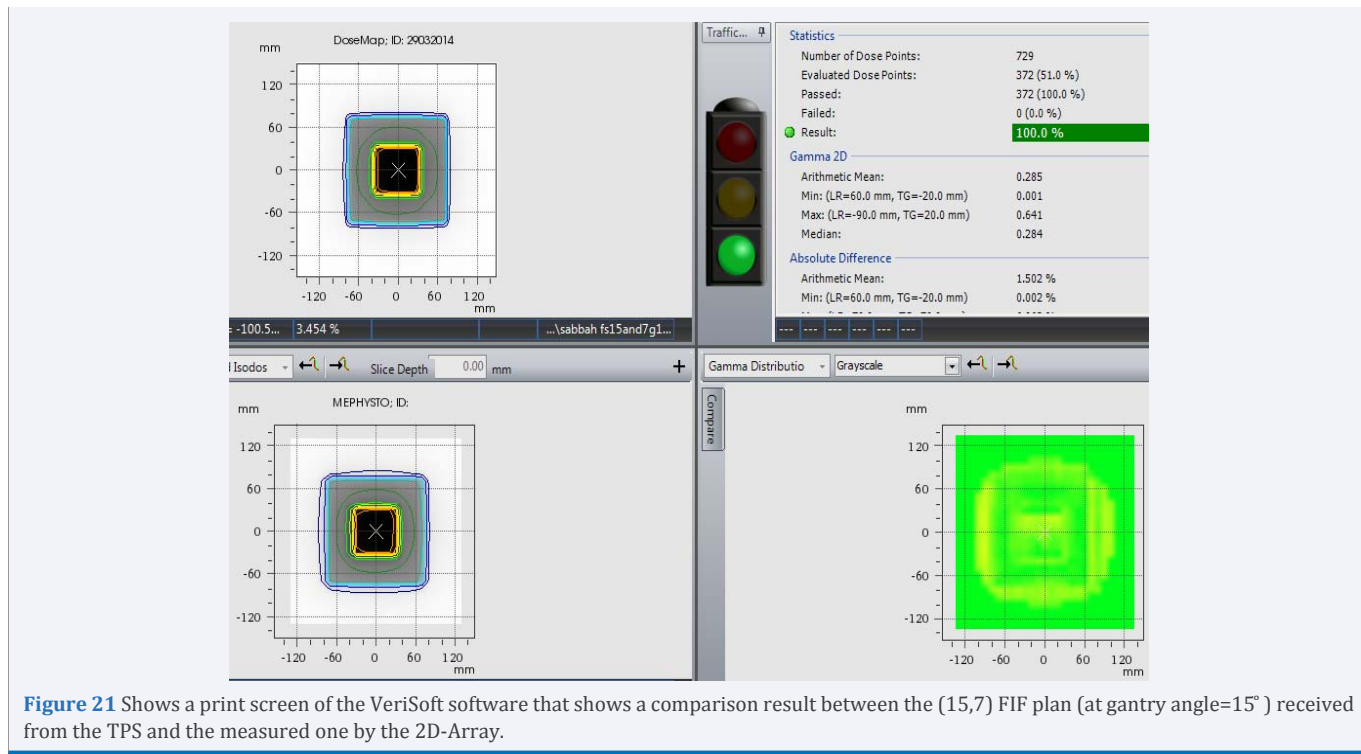 mm
DoseMap; ID: 29032014
120
60
0
-60
-120
-120 -60 0 60 120
mm
= -100.5... 3.454 % ...\sabbah fs15and7g1...
Traffic...
Statistics
Number of Dose Points: 729
Evaluated Dose Points: 372 (51.0 %)
Passed: 372 (100.0 %)
Failed: 0 (0.0 %)
Result: 100.0 %
Gamma 2D
Arithmetic Mean: 0.285
Min: (LR=60.0 mm, TG=-20.0 mm) 0.001
Max: (LR=-90.0 mm, TG=20.0 mm) 0.641
Median: 0.284
Absolute Difference
Arithmetic Mean: 1.502 %
Min: (LR=60.0 mm, TG=-20.0 mm) 0.002 %
--- --- --- --- --- ---
d Isodos Slice Depth 0.00 mm
mm
MEPHYSTO; ID:
120
60
0
-60
-120
-120 -60 0 60 120
mm
Gamma Distributio Grayscale
Compare
mm
120
60
0
-60
-120
-120 -60 0 60 120
mm
Figure 21 Shows a print screen of the VeriSoft software that shows a comparison result between the (15,7) FIF plan (at gantry angle=15°) received
from the TPS and the measured one by the 2D-Array.